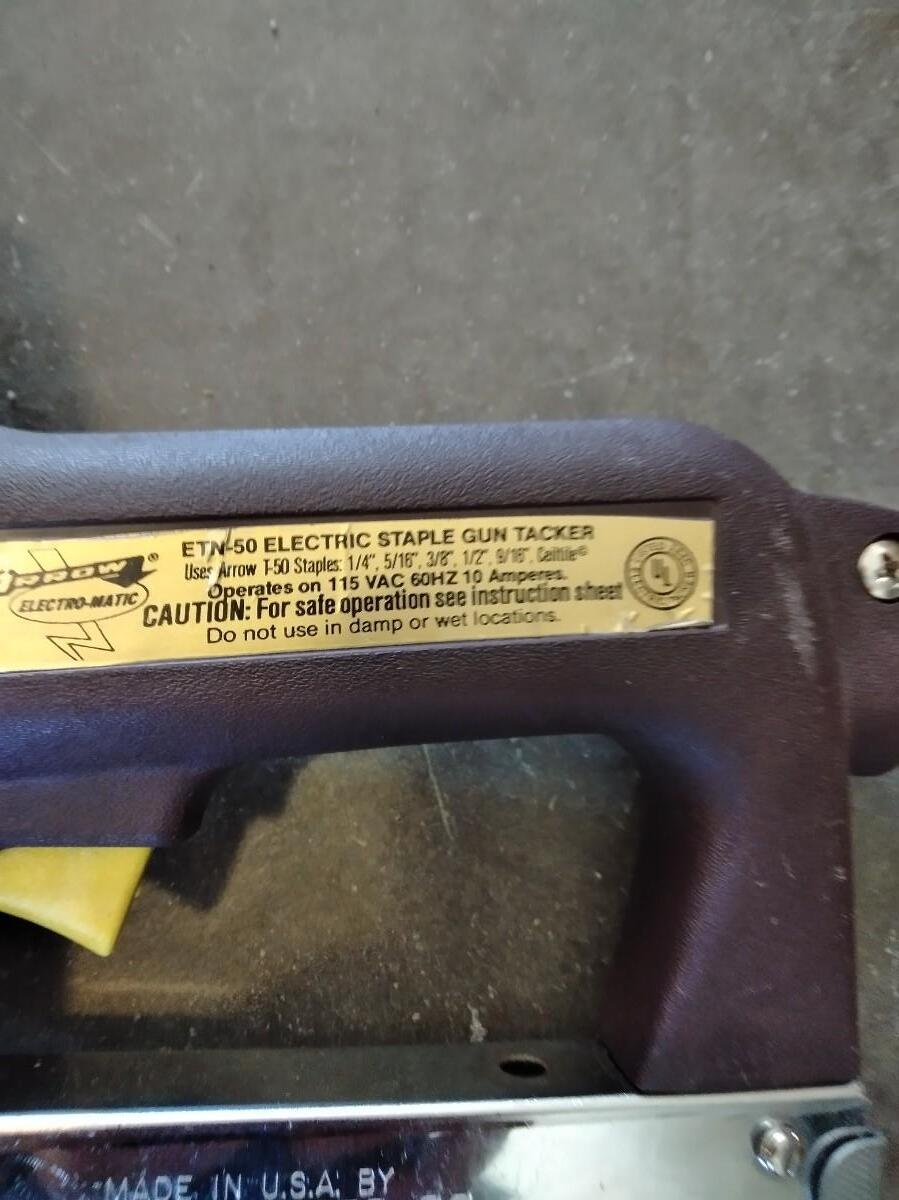 ARROW®
ELECTRO-MATIC
ETN-50 ELECTRIC STAPLE GUN TACKER
Uses Arrow T-50 Staples: 1/4", 5/16", 3/8", 1/2", 9/16", Ceiltile®
Operates on 115 VAC 60HZ 10 Amperes.
CAUTION: For safe operation see instruction sheet
Do not use in damp or wet locations.
UL
MADE IN U.S.A. BY